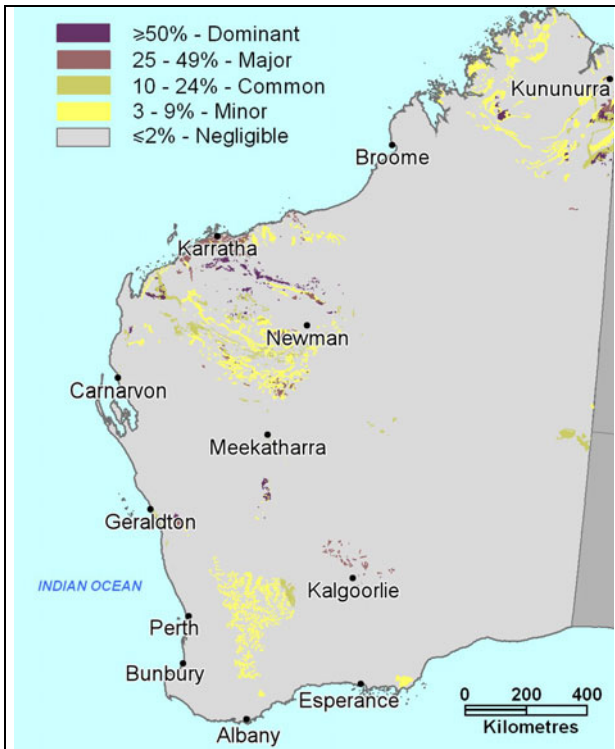 ≥50% - Dominant
25 - 49% - Major
10 - 24% - Common
3 - 9% - Minor
≤2% - Negligible
Kununurra
Broome
Karratha
Newman
Carnarvon
Meekatharra
Geraldton
INDIAN OCEAN
Kalgoorlie
Perth
Bunbury
Esperance
Albany
0 200 400
Kilometres